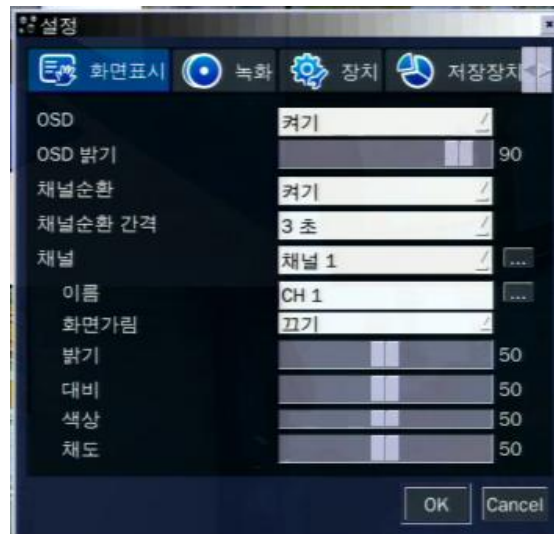 설정
화면표시 녹화 장치 저장장치
OSD 켜기
OSD 밝기 90
채널순환 켜기
채널순환 간격 3 초
채널 채널 1 ...
이름 CH 1 ...
화면가림 끄기
밝기 50
대비 50
색상 50
채도 50
OK Cancel